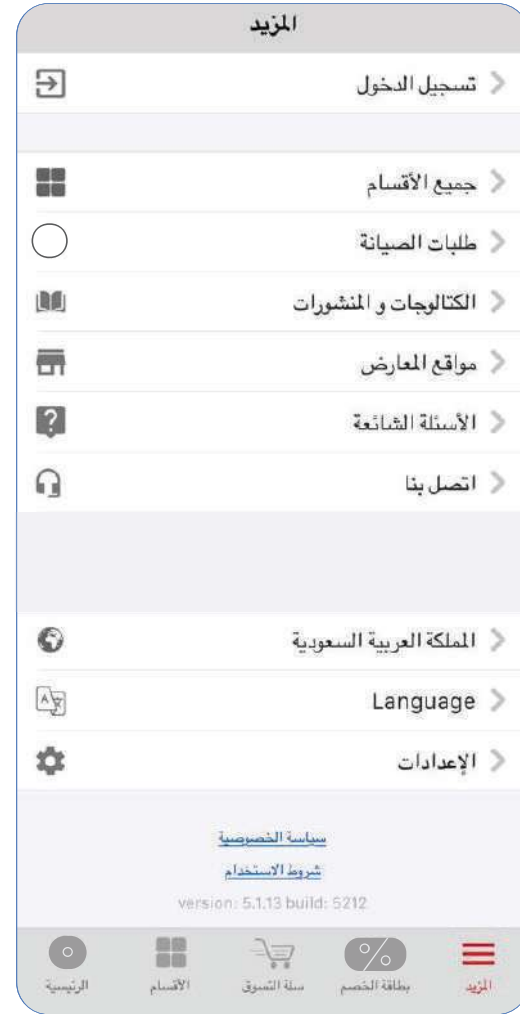 المزيد
تسجيل الدخول
جميع الأقسام
طلبات الصيانة
الكتالوجات و المنشورات
مواقع المعارض
الأسئلة الشائعة
اتصل بنا
المملكة العربية السعودية
Language
الإعدادات
سياسة الخصوصية
شروط الاستخدام
version: 5.1.13 build: 5212
المزيد
بطاقة الخصم
سلة التسوق
الأقسام
الرئيسية